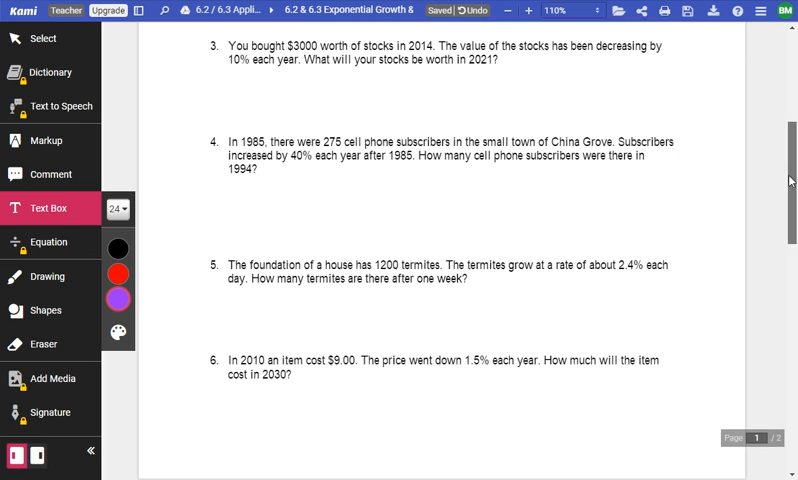 Kami Teacher Upgrade 6.2 / 6.3 Appli... 6.2 & 6.3 Exponential Growth & Saved Undo 110% BM
Select
Dictionary
Text to Speech
Markup
Comment
Text Box
24
Equation
Drawing
Shapes
Eraser
Add Media
Signature
3. You bought $3000 worth of stocks in 2014. The value of the stocks has been decreasing by
10% each year. What will your stocks be worth in 2021?
4. In 1985, there were 275 cell phone subscribers in the small town of China Grove. Subscribers
increased by 40% each year after 1985. How many cell phone subscribers were there in
1994?
5. The foundation of a house has 1200 termites. The termites grow at a rate of about 2.4% each
day. How many termites are there after one week?
6. In 2010 an item cost $9.00. The price went down 1.5% each year. How much will the item
cost in 2030?
Page 1 / 2